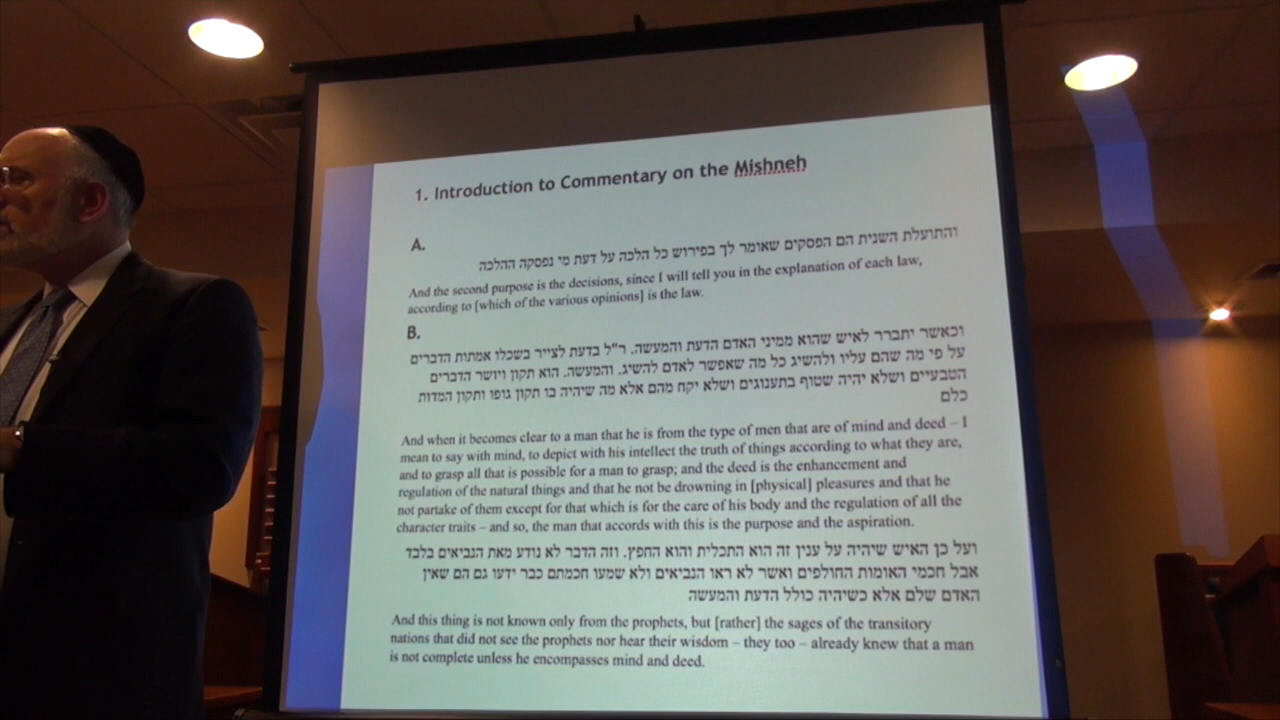 1. Introduction to Commentary on the Mishneh
A.
והתועלת השנית הם הפסקים שאומר לך בפירוש כל הלכה על דעת מי נפסקה ההלכה
And the second purpose is the decisions, since I will tell you in the explanation of each law,
according to [which of the various opinions] is the law.
B.
וכאשר יתברר לאיש שהוא ממיני האדם הדעת והמעשה. ר"ל בדעת לצייר בשכלו אמתות הדברים
על פי מה שהם עליו ולהשיג כל מה שאפשר לאדם להשיג. והמעשה. הוא תקון ויושר הדברים
הטבעיים ושלא יהיה שטוף בתענוגים ושלא יקח מהם אלא מה שיהיה בו תקון גופו ותקון המדות
כלם
And when it becomes clear to a man that he is from the type of men that are of mind and deed – I
mean to say with mind, to depict with his intellect the truth of things according to what they are,
and to grasp all that is possible for a man to grasp; and the deed is the enhancement and
regulation of the natural things and that he not be drowning in [physical] pleasures and that he
not partake of them except for that which is for the care of his body and the regulation of all the
character traits – and so, the man that accords with this is the purpose and the aspiration.
ועל כן האיש שיהיה על ענין זה הוא התכלית והוא החפץ. וזה הדבר לא נודע מאת הנביאים בלבד
אבל חכמי האומות החולפים ואשר לא ראו הנביאים ולא שמעו חכמתם כבר ידעו גם הם שאין
האדם שלם אלא כשיהיה כולל הדעת והמעשה
And this thing is not known only from the prophets, but [rather] the sages of the transitory
nations that did not see the prophets nor hear their wisdom – they too – already knew that a man
is not complete unless he encompasses mind and deed.